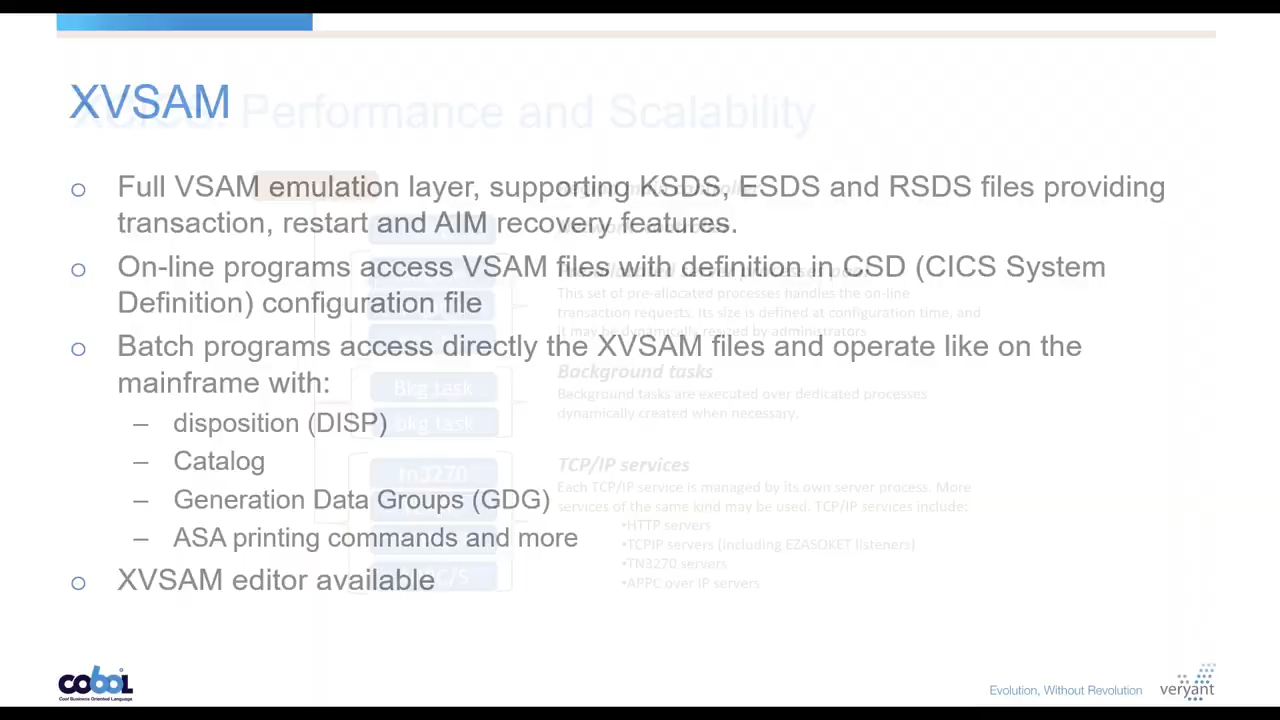 XVSAM
XCICS: Performance and Scalability
Full VSAM emulation layer, supporting KSDS, ESDS and RSDS files providing
transaction, restart and AIM recovery features.
On-line programs access VSAM files with definition in CSD (CICS System
Definition) configuration file
Batch programs access directly the XVSAM files and operate like on the
mainframe with:
– disposition (DISP)
– Catalog
– Generation Data Groups (GDG)
– ASA printing commands and more
XVSAM editor available
This set of pre-allocated processes handles the on-line
transaction requests. Its size is defined at configuration time, and
it may be dynamically resized by administrators
Bkg task
bkg task
Background tasks
Background tasks are executed over dedicated processes
dynamically created when necessary.
tn3270
TCP/IP services
Each TCP/IP service is managed by its own server process. More
services of the same kind may be used. TCP/IP services include:
•HTTP servers
•TCPIP servers (including EZASOKET listeners)
•TN3270 servers
•APPC over IP servers
cobol
Cool Business Oriented Language
Evolution, Without Revolution
veryant